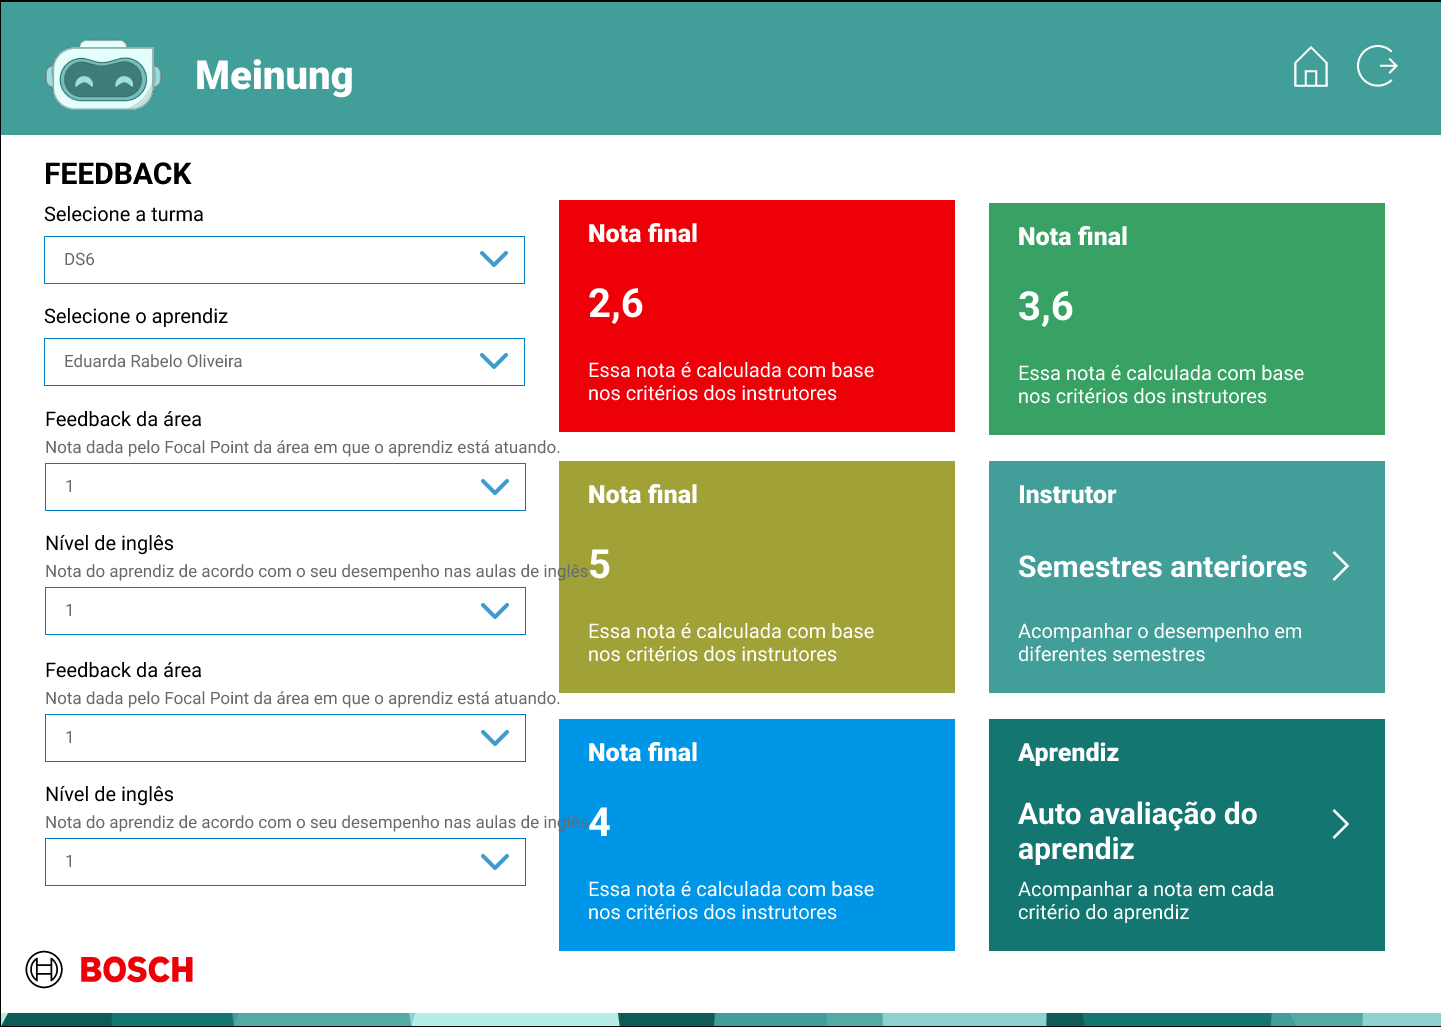 Meinung
FEEDBACK
Selecione a turma
DS6
Selecione o aprendiz
Eduarda Rabelo Oliveira
Feedback da área
Nota dada pelo Focal Point da área em que o aprendiz está atuando.
1
Nível de inglês
Nota do aprendiz de acordo com o seu desempenho nas aulas de inglês
1
Feedback da área
Nota dada pelo Focal Point da área em que o aprendiz está atuando.
1
Nível de inglês
Nota do aprendiz de acordo com o seu desempenho nas aulas de inglês
1
Nota final
2,6
Essa nota é calculada com base
nos critérios dos instrutores
Nota final
3,6
Essa nota é calculada com base
nos critérios dos instrutores
Nota final
5
Essa nota é calculada com base
nos critérios dos instrutores
Instrutor
Semestres anteriores
Acompanhar o desempenho em
diferentes semestres
Nota final
4
Essa nota é calculada com base
nos critérios dos instrutores
Aprendiz
Auto avaliação do
aprendiz
Acompanhar a nota em cada
critério do aprendiz
BOSCH